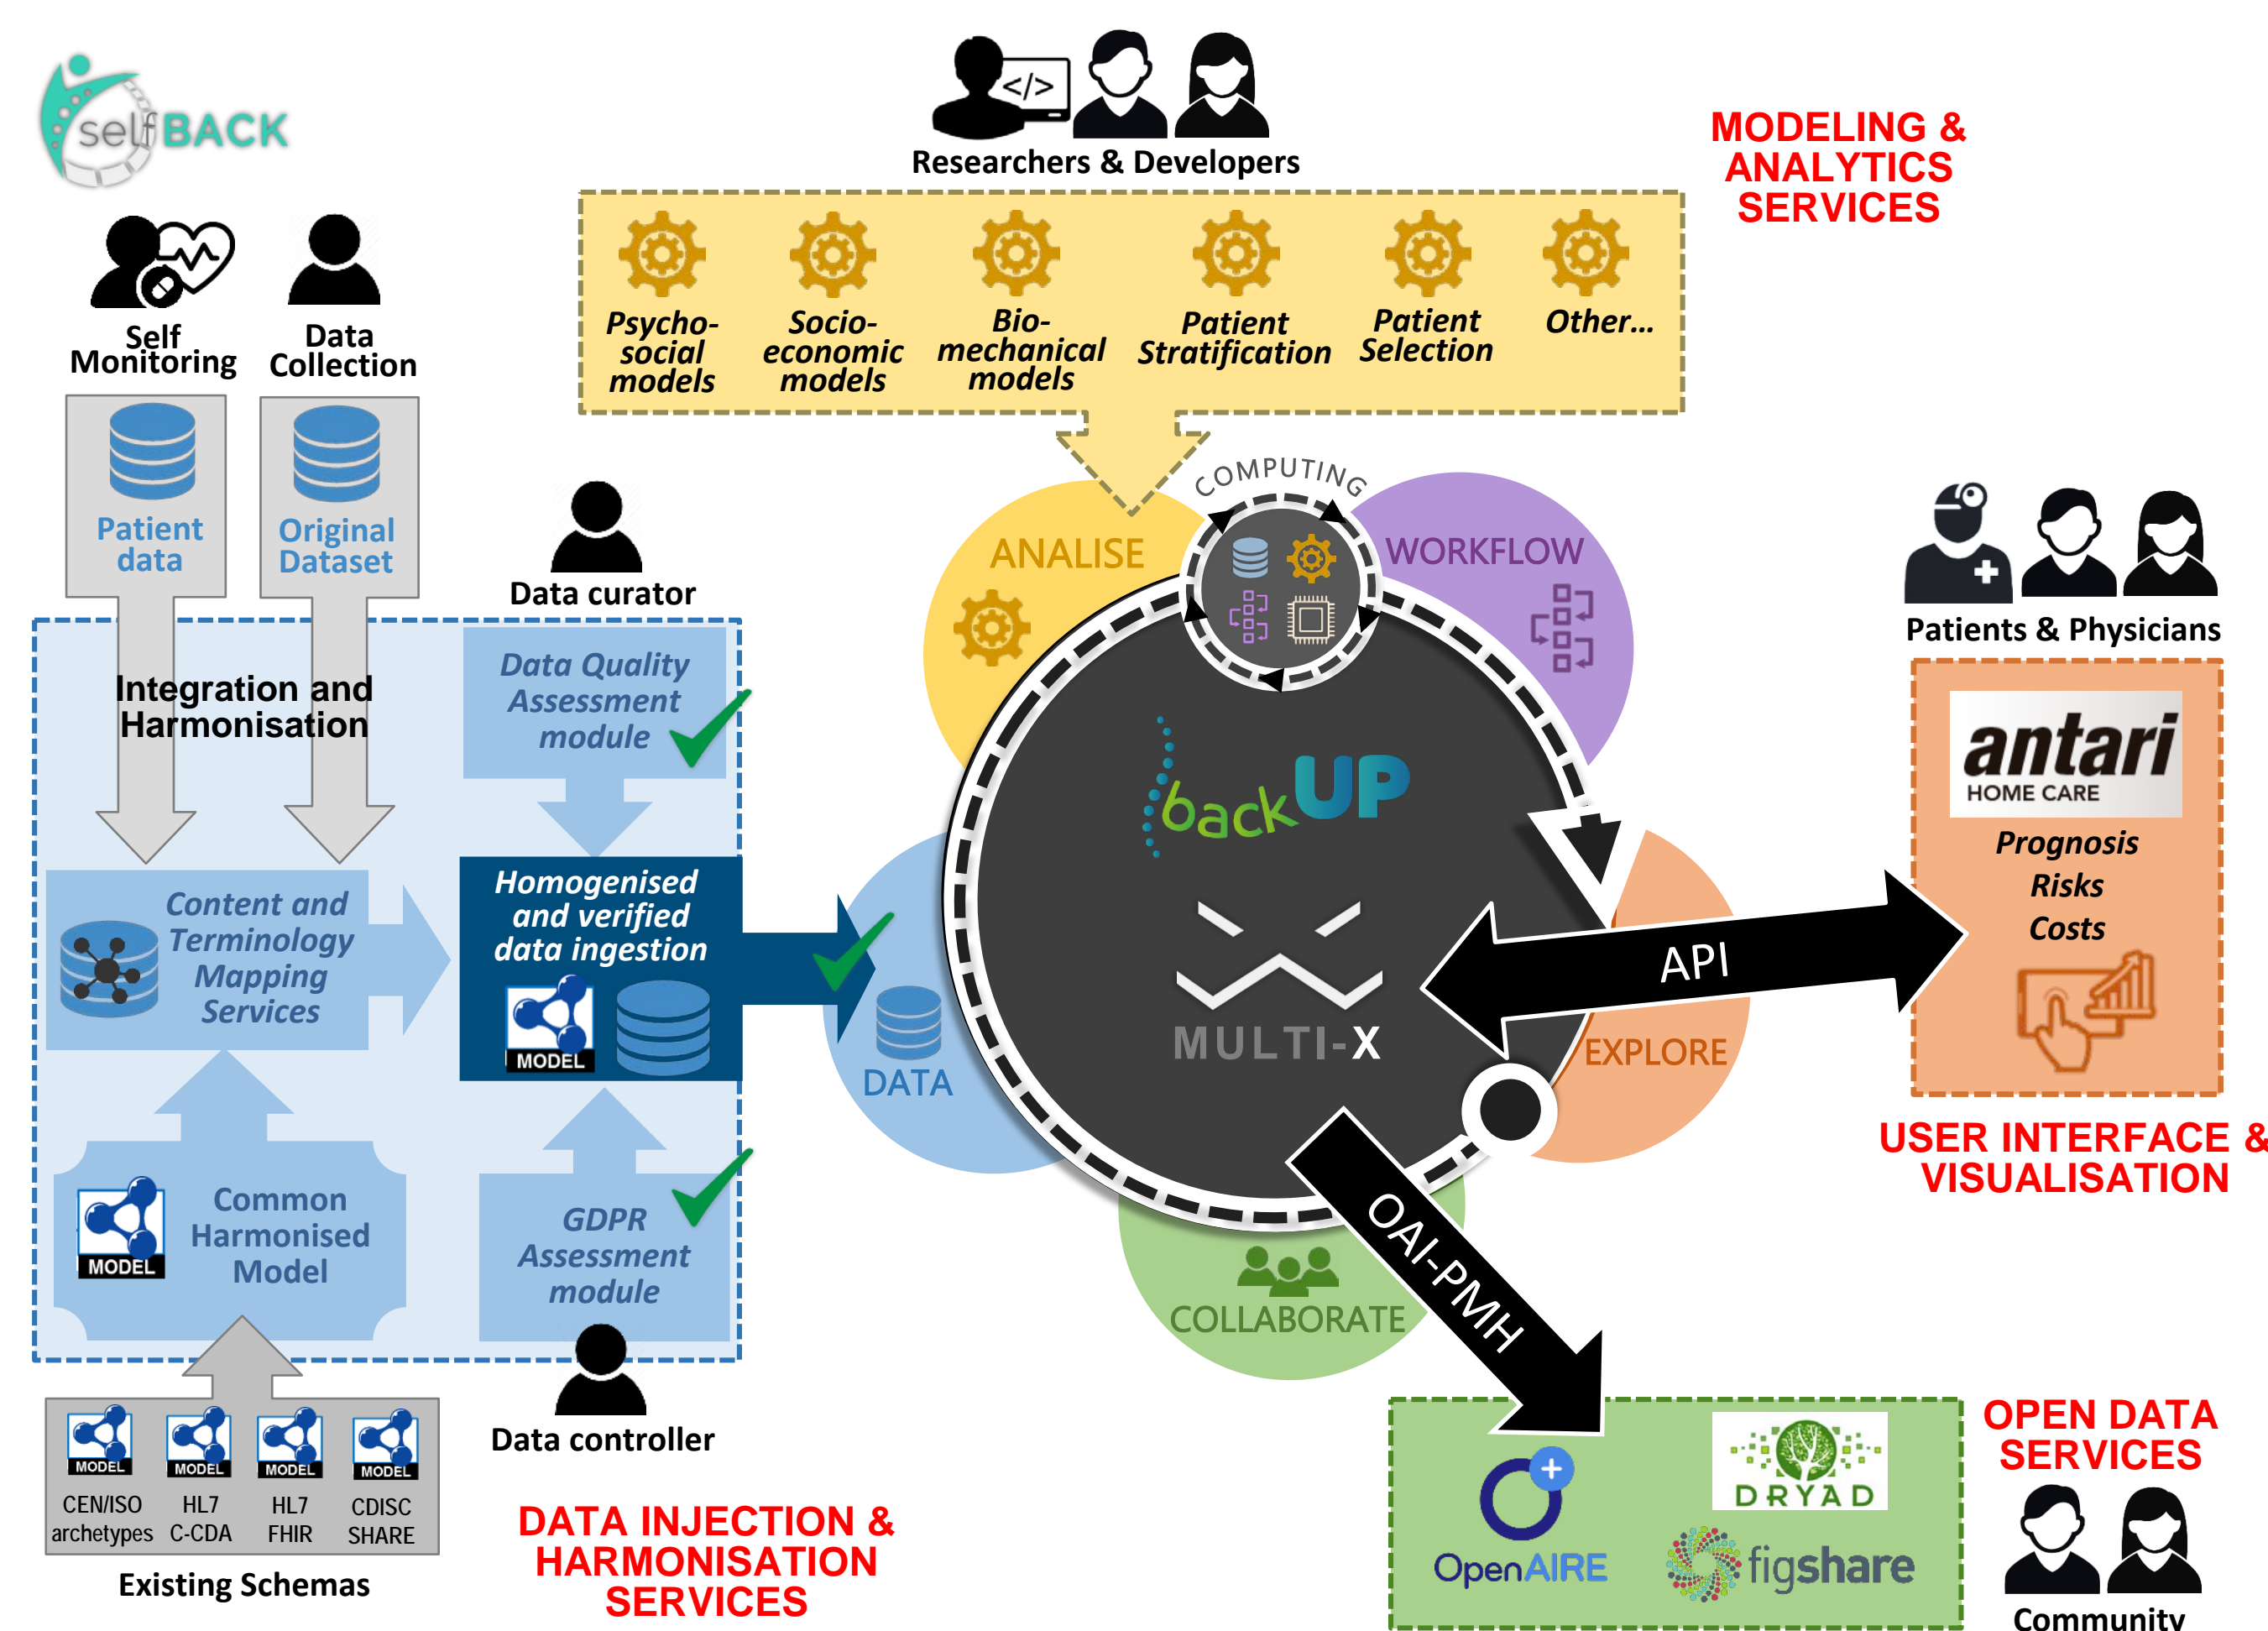 selfBACK
Researchers & Developers
MODELING &
ANALYTICS
SERVICES
Self
Monitoring
Data
Collection
Psycho-
social
models
Socio-
economic
models
Bio-
mechanical
models
Patient
Stratification
Patient
Selection
Other...
Patient
data
Original
Dataset
Data curator
Integration and
Harmonisation
Data Quality
Assessment
module
Content and
Terminology
Mapping
Services
Homogenised
and verified
data ingestion
MODEL
Common
Harmonised
Model
MODEL
GDPR
Assessment
module
Data controller
MODEL
MODEL
MODEL
MODEL
CEN/ISO
archetypes
HL7
C-CDA
HL7
FHIR
CDISC
SHARE
Existing Schemas
DATA INJECTION &
HARMONISATION
SERVICES
COMPUTING
ANALISE
WORKFLOW
backUP
MULTI-X
DATA
EXPLORE
COLLABORATE
API
OAI-PMH
Patients & Physicians
antari
HOME CARE
Prognosis
Risks
Costs
USER INTERFACE &
VISUALISATION
OpenAIRE
DRYAD
figshare
OPEN DATA
SERVICES
Community